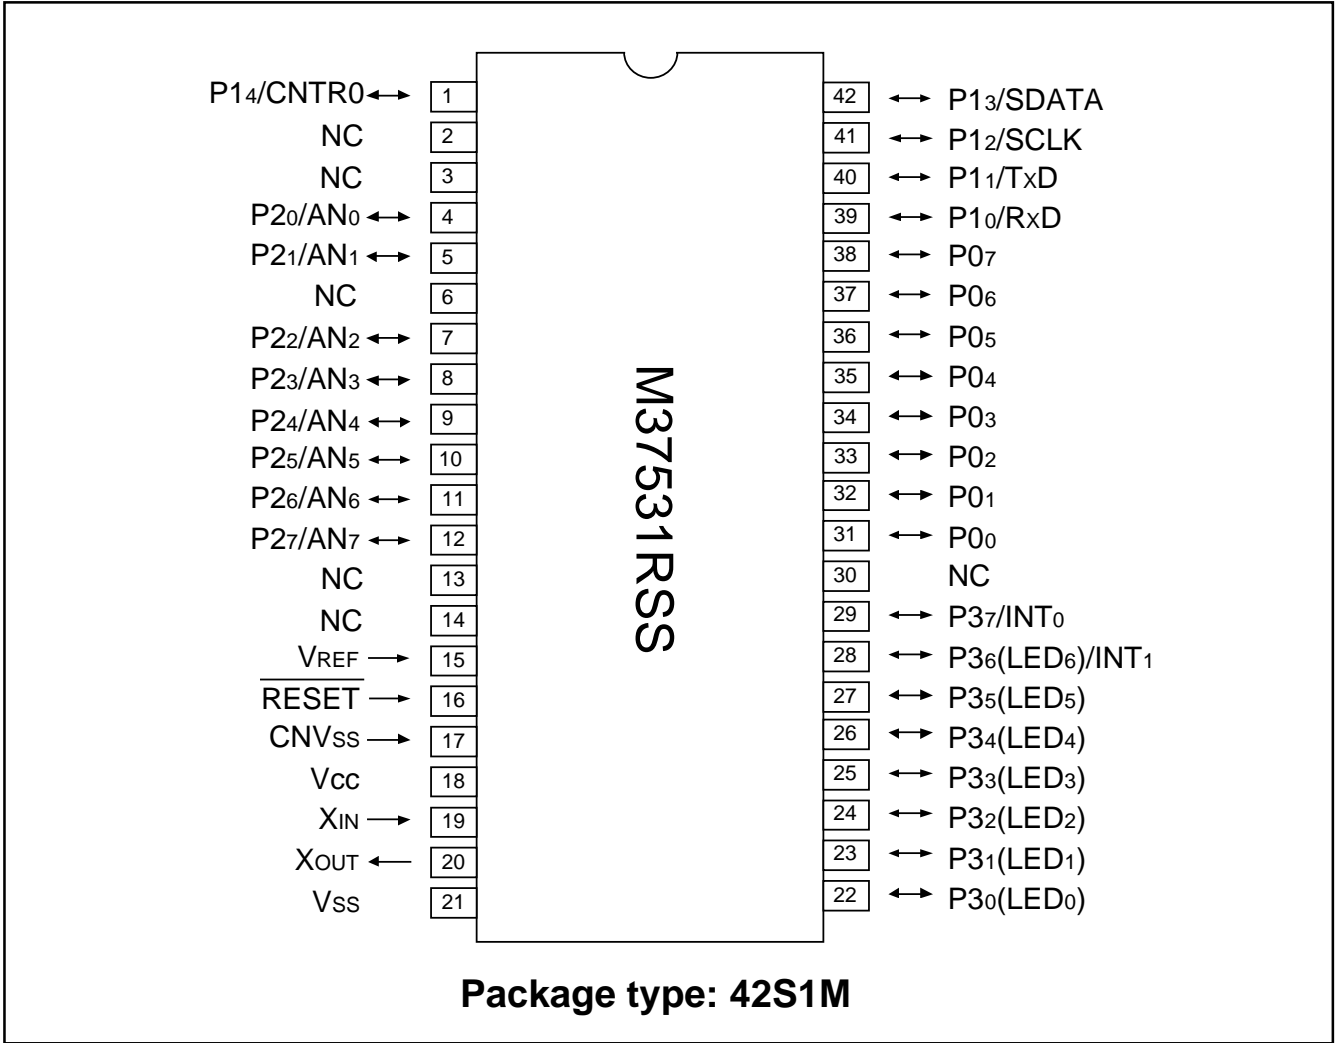 P14/CNTR0 1
NC 2
NC 3
P20/AN0 4
P21/AN1 5
NC 6
P22/AN2 7
P23/AN3 8
P24/AN4 9
P25/AN5 10
P26/AN6 11
P27/AN7 12
NC 13
NC 14
VREF 15
RESET 16
CNVSS 17
Vcc 18
XIN 19
XOUT 20
VSS 21
M37531RSS
42 P13/SDATA
41 P12/SCLK
40 P11/TXD
39 P10/RXD
38 P07
37 P06
36 P05
35 P04
34 P03
33 P02
32 P01
31 P00
30 NC
29 P37/INT0
28 P36(LED6)/INT1
27 P35(LED5)
26 P34(LED4)
25 P33(LED3)
24 P32(LED2)
23 P31(LED1)
22 P30(LED0)
Package type: 42S1M